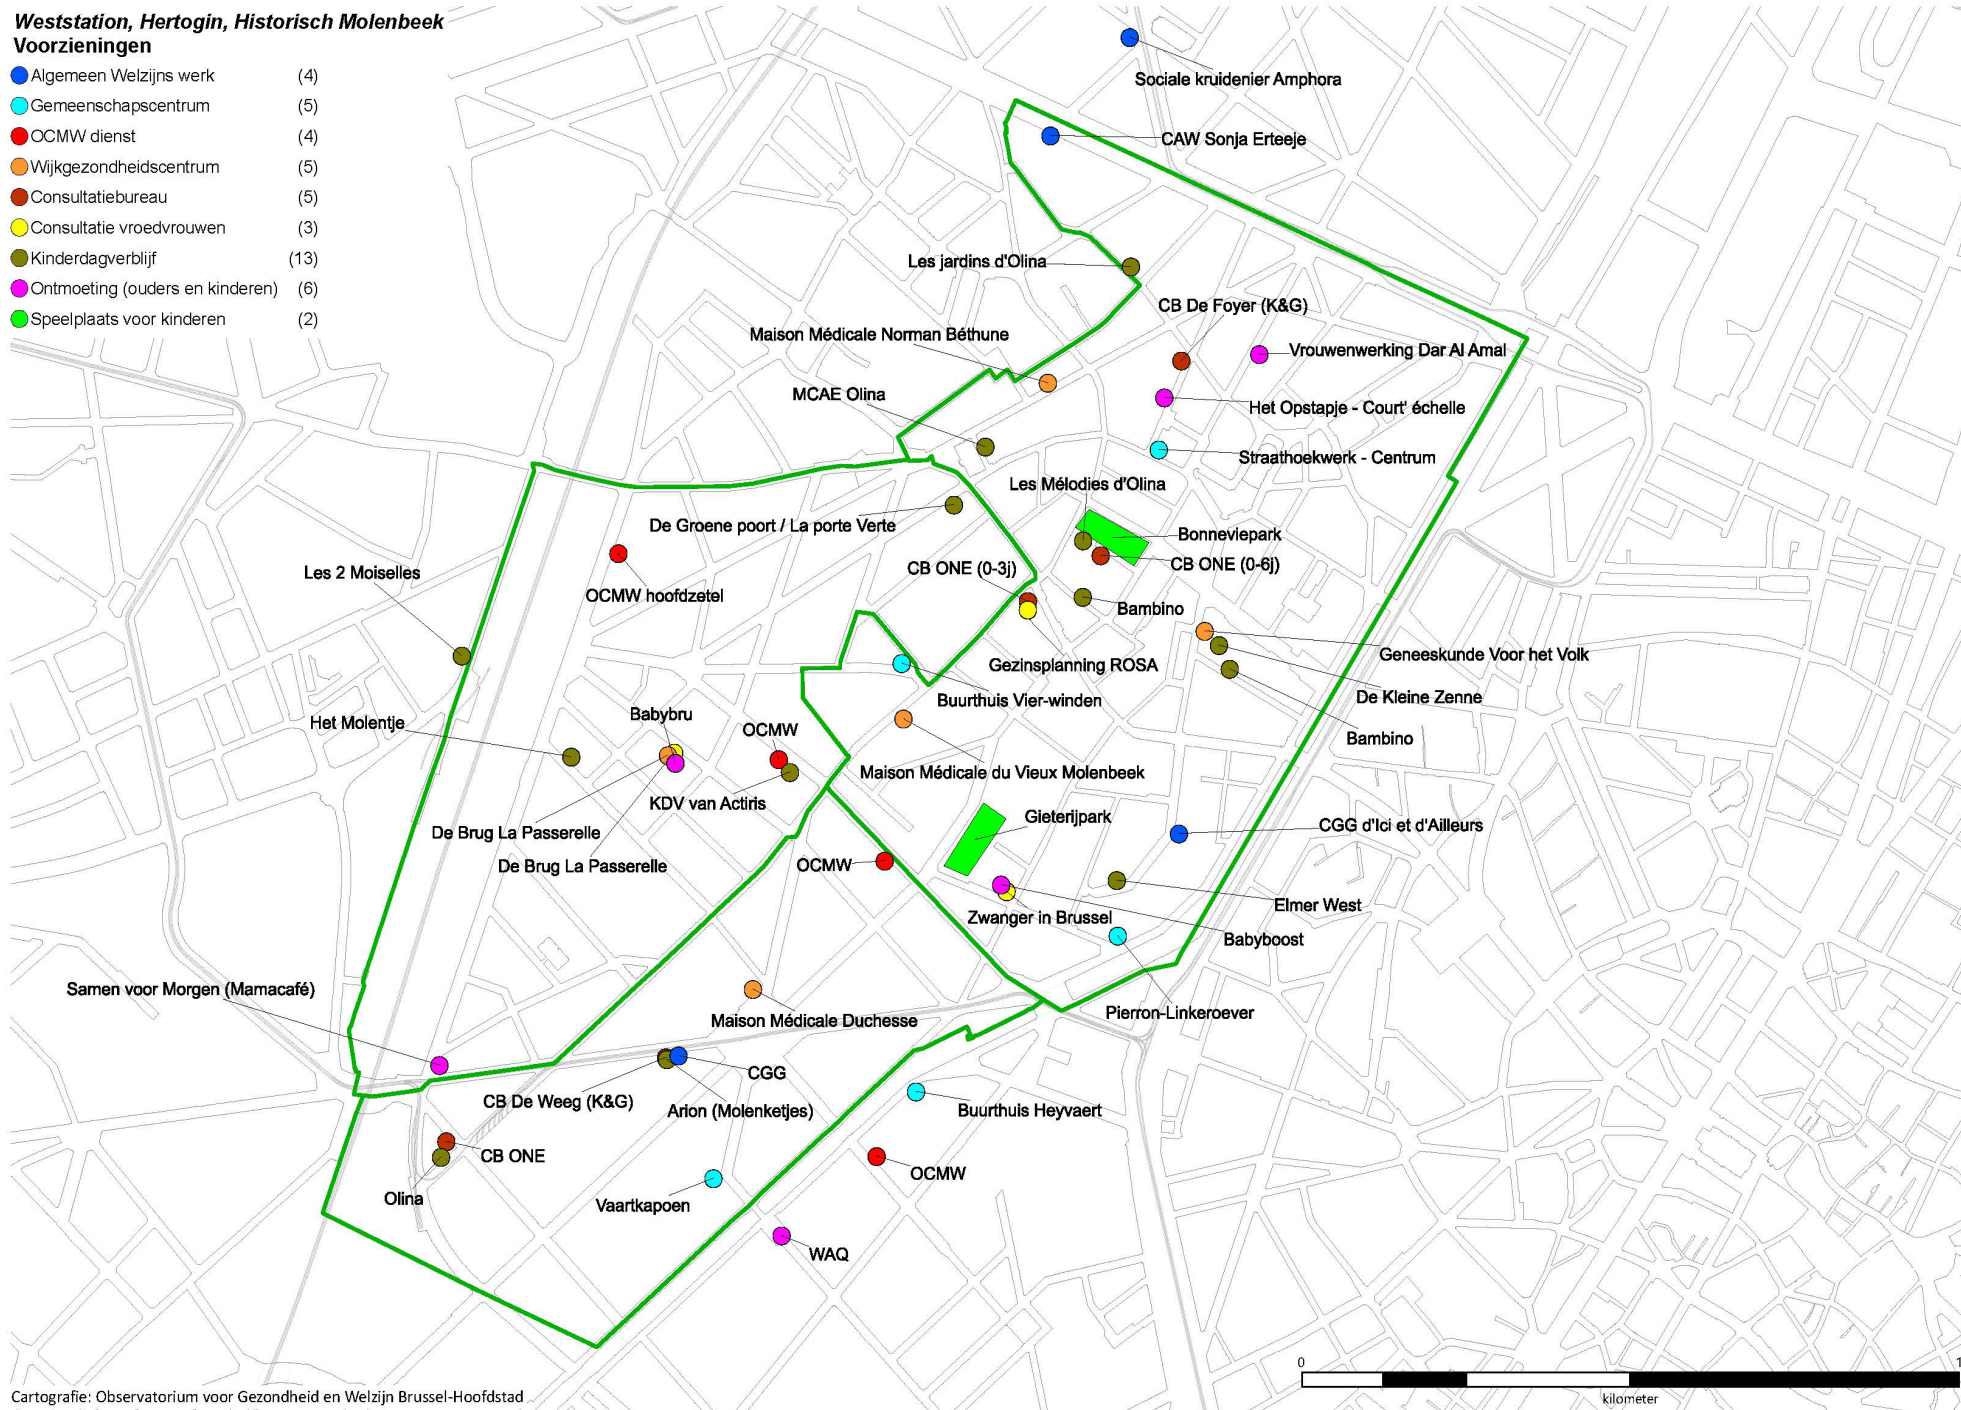 Weststation, Hertogin, Historisch Molenbeek
Voorzieningen
Algemeen Welzijns werk (4)
Gemeenschapscentrum (5)
OCMW dienst (4)
Wijkgezondheidscentrum (5)
Consultatiebureau (5)
Consultatie vroedvrouwen (3)
Kinderdagverblijf (13)
Ontmoeting (ouders en kinderen) (6)
Speelplaats voor kinderen (2)
Sociale kruidenier Amphora
CAW Sonja Erteeje
Les jardins d'Olina
CB De Foyer (K&G)
Maison Médicale Norman Béthune
Vrouwenwerking Dar Al Amal
MCAE Olina
Het Opstapje - Court' échelle
Straathoekwerk - Centrum
Les Mélodies d'Olina
De Groene poort / La porte Verte
Bonneviepark
CB ONE (0-3j)
CB ONE (0-6j)
Les 2 Moiselles
OCMW hoofdzetel
Bambino
Geneeskunde Voor het Volk
Gezinsplanning ROSA
De Kleine Zenne
Buurthuis Vier-winden
Babybru
Het Molentje
OCMW
Bambino
Maison Médicale du Vieux Molenbeek
KDV van Actiris
Gieterijpark
CGG d'Ici et d'Ailleurs
De Brug La Passerelle
De Brug La Passerelle
OCMW
Elmer West
Zwanger in Brussel
Babyboost
Samen voor Morgen (Mamacafé)
Pierron-Linkeroever
Maison Médicale Duchesse
CGG
CB De Weeg (K&G)
Arion (Molenketjes)
Buurthuis Heyvaert
CB ONE
OCMW
Olina
Vaartkapoen
WAQ
0 1
kilometer
Cartografie: Observatorium voor Gezondheid en Welzijn Brussel-Hoofdstad